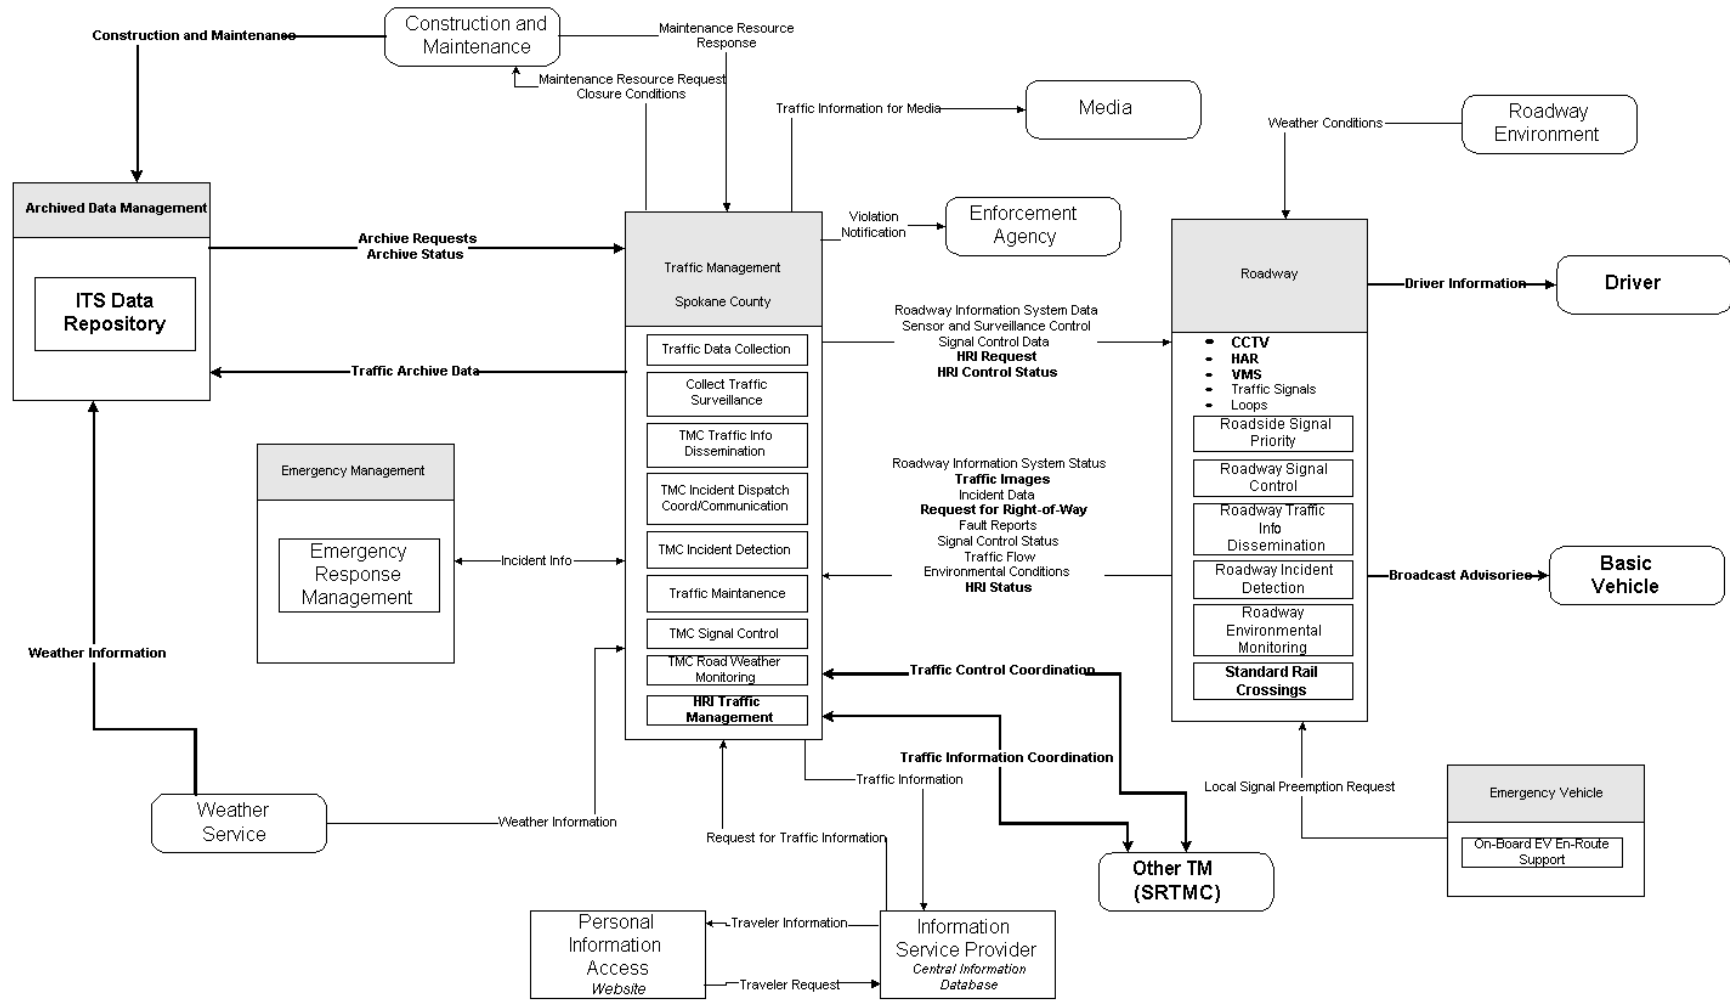 Construction and Maintenance
Construction and
Maintenance
Maintenance Resource
Response
Maintenance Resource Request
Closure Conditions
Traffic Information for Media
Media
Weather Conditions
Roadway
Environment
Archived Data Management
ITS Data
Repository
Archive Requests
Archive Status
Traffic Archive Data
Traffic Management
Spokane County
Traffic Data Collection
Collect Traffic
Surveillance
TMC Traffic Info
Dissemination
TMC Incident Dispatch
Coord/Communication
TMC Incident Detection
Traffic Maintanence
TMC Signal Control
TMC Road Weather
Monitoring
HRI Traffic
Management
Violation
Notification
Enforcement
Agency
Roadway Information System Data
Sensor and Surveillance Control
Signal Control Data
HRI Request
HRI Control Status
Roadway Information System Status
Traffic Images
Incident Data
Request for Right-of-Way
Fault Reports
Signal Control Status
Traffic Flow
Environmental Conditions
HRI Status
Roadway
• CCTV
• HAR
• VMS
• Traffic Signals
• Loops
Roadside Signal
Priority
Roadway Signal
Control
Roadway Traffic
Info
Dissemination
Roadway Incident
Detection
Roadway
Environmental
Monitoring
Standard Rail
Crossings
Driver Information
Driver
Broadcast Advisories
Basic
Vehicle
Emergency Management
Emergency
Response
Management
Incident Info
Weather Information
Weather
Service
Weather Information
Traffic Control Coordination
Traffic Information Coordination
Traffic Information
Request for Traffic Information
Other TM
(SRTMC)
Local Signal Preemption Request
Emergency Vehicle
On-Board EV En-Route
Support
Personal
Information
Access
Website
Traveler Information
Traveler Request
Information
Service Provider
Central Information
Database